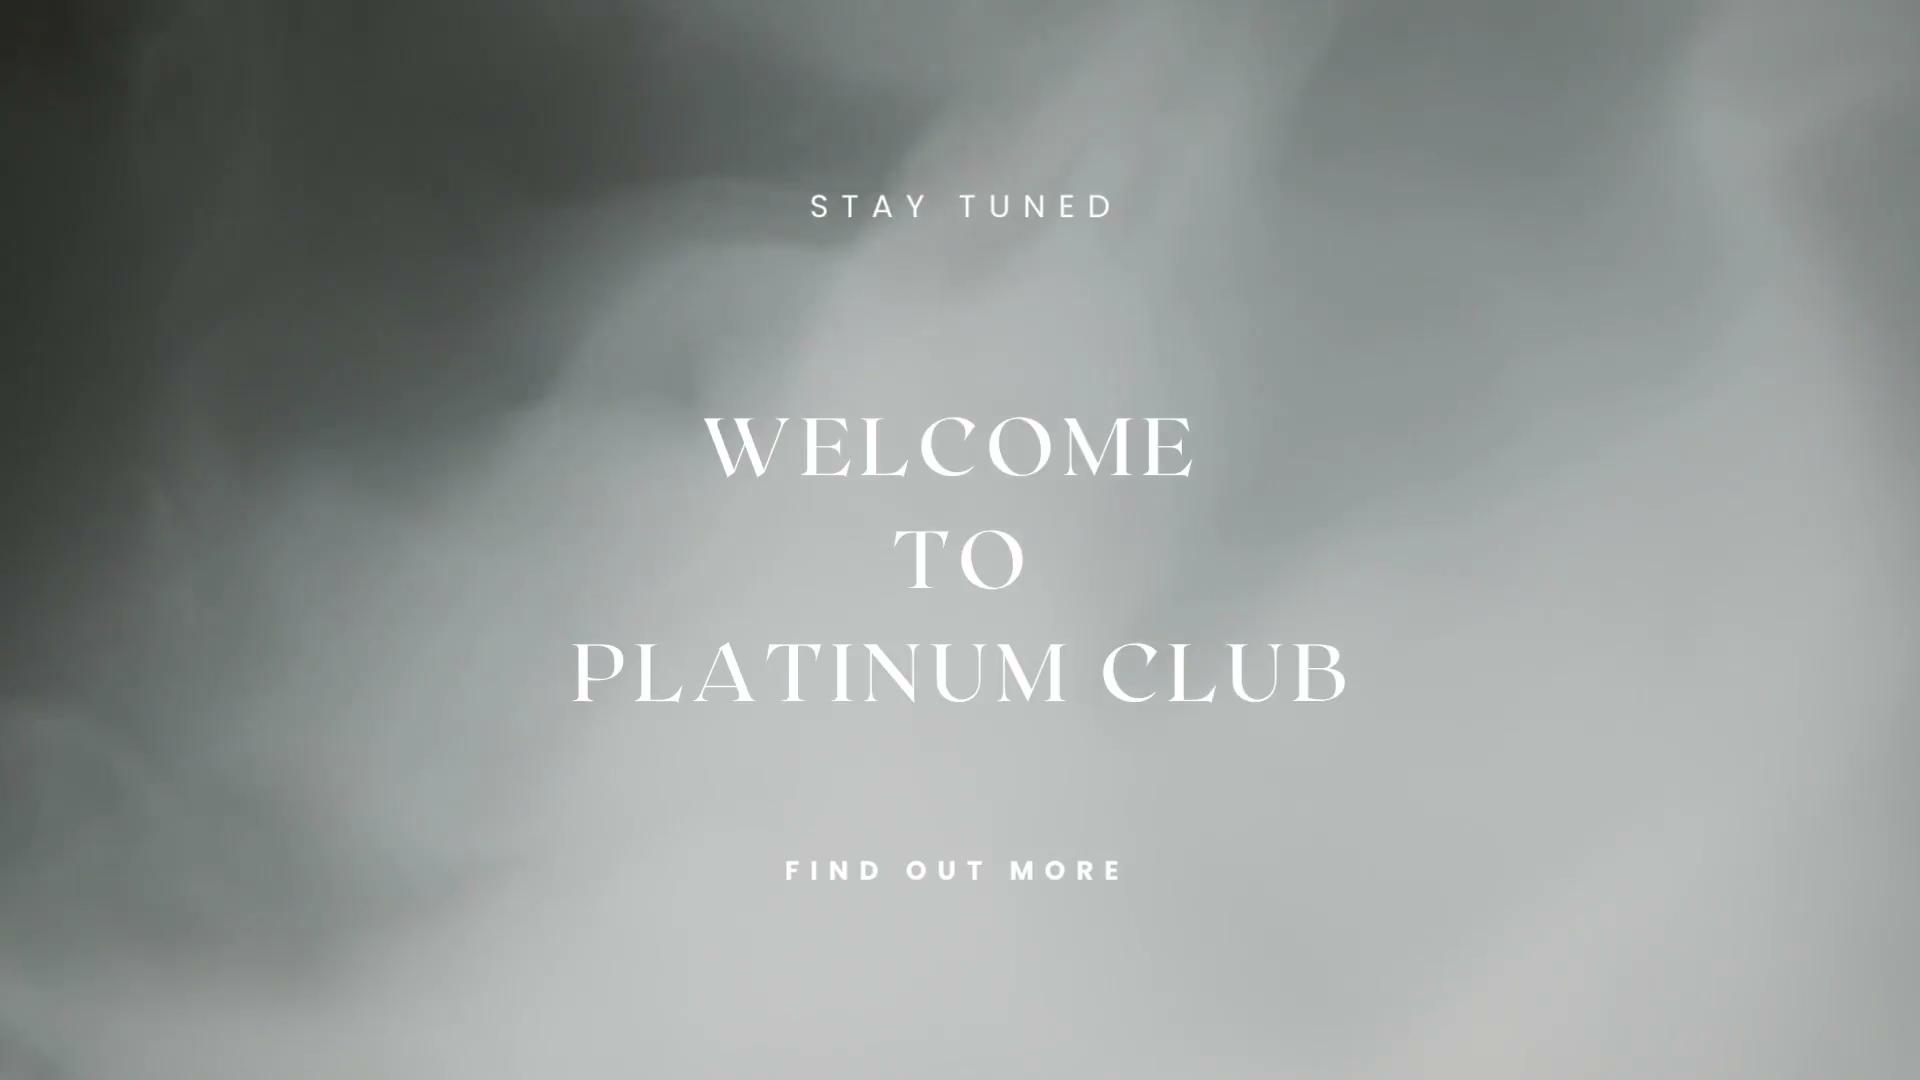 STAY TUNED
WELCOME
TO
PLATINUM CLUB
FIND OUT MORE